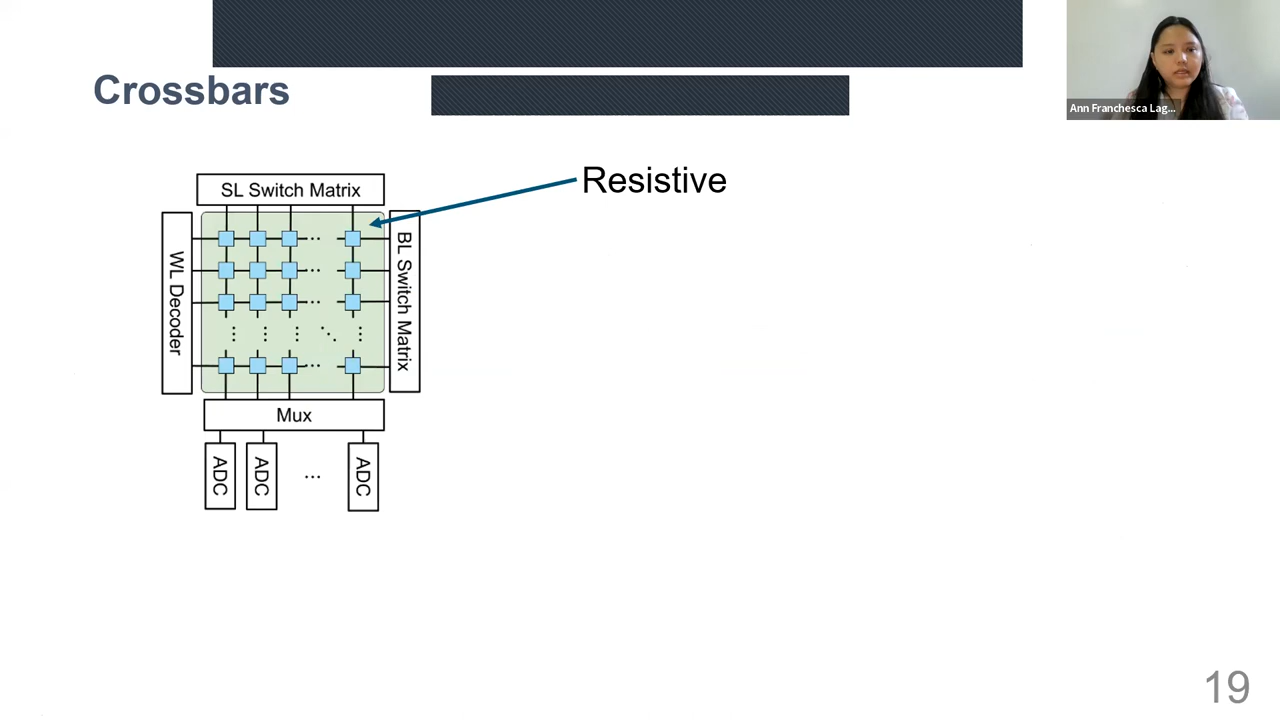 Crossbars
Ann Franchesca Lag...
Resistive
SL Switch Matrix
WL Decoder
BL Switch Matrix
Mux
ADC
ADC
...
ADC
19